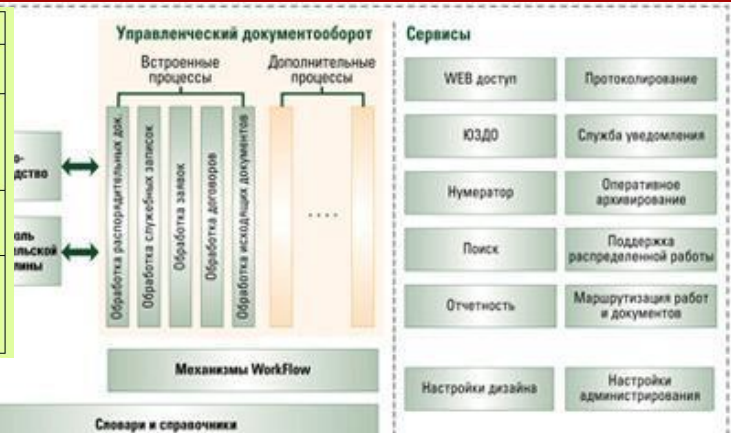 Управленческий документооборот
Встроенные
процессы
Дополнительные
процессы
Обработка распорядительных док.
Обработка служебных записок
Обработка заявок
Обработка договоров
Обработка исходящих документов
....
Механизмы WorkFlow
Словари и справочники
Сервисы
WEB доступ
Протоколирование
ЮЗДО
Служба уведомления
Нумератор
Оперативное
архивирование
Поиск
Поддержка
распределенной работы
Отчетность
Маршрутизация работ
и документов
Настройки дизайна
Настройки
администрирования